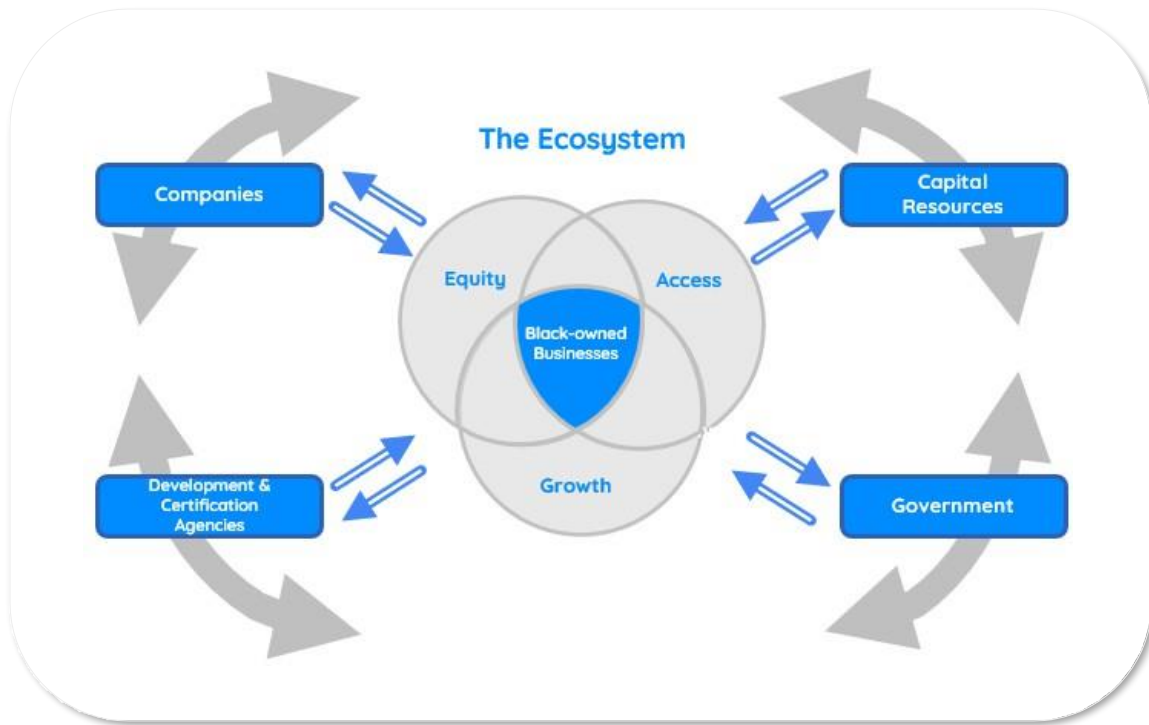 The Ecosystem
Companies
Capital
Resources
Equity
Access
Black-owned
Businesses
Growth
Development &
Certification
Agencies
Government